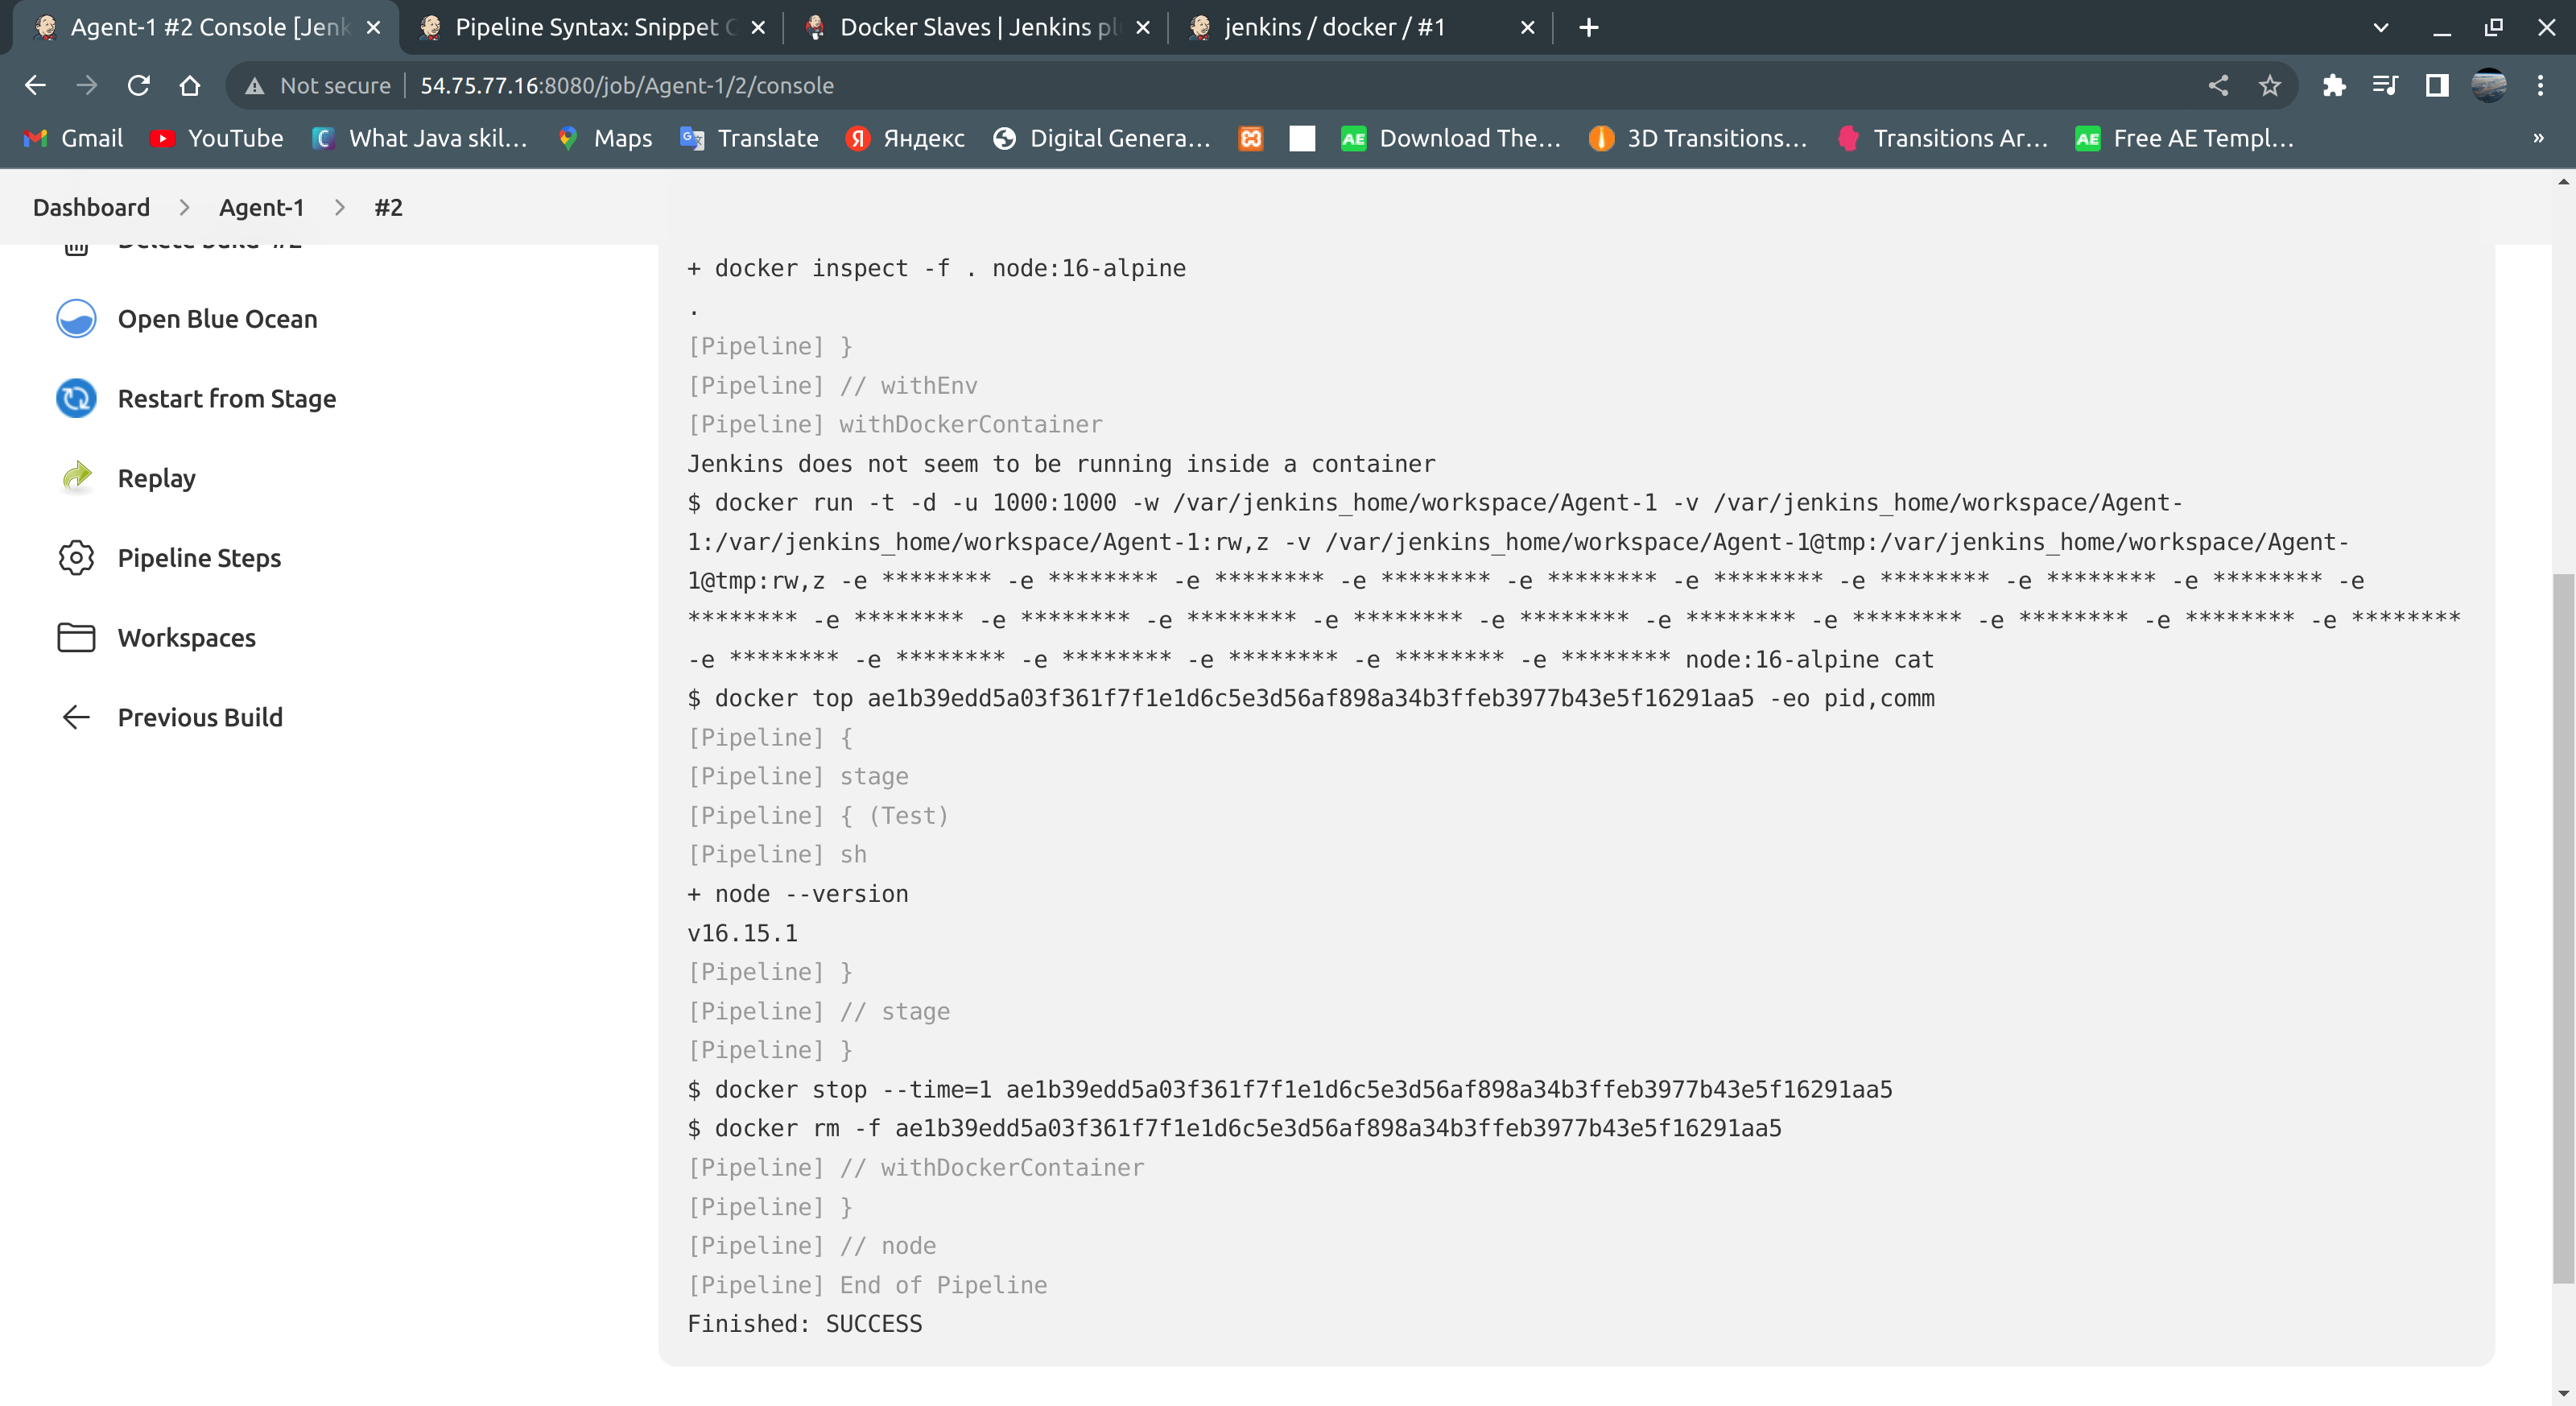 Agent-1 #2 Console [Jenk
Pipeline Syntax: Snippet
Docker Slaves | Jenkins pl
jenkins / docker / #1
Not secure
54.75.77.16:8080/job/Agent-1/2/console
Gmail
YouTube
What Java skil...
Maps
Translate
Яндекс
Digital Genera...
Download The...
3D Transitions...
Transitions Ar...
Free AE Templ...
»
Dashboard > Agent-1 > #2
Delete build '#2'
Open Blue Ocean
Restart from Stage
Replay
Pipeline Steps
Workspaces
Previous Build
+ docker inspect -f . node:16-alpine
.
[Pipeline] }
[Pipeline] // withEnv
[Pipeline] withDockerContainer
Jenkins does not seem to be running inside a container
$ docker run -t -d -u 1000:1000 -w /var/jenkins_home/workspace/Agent-1 -v /var/jenkins_home/workspace/Agent-
1:/var/jenkins_home/workspace/Agent-1:rw,z -v /var/jenkins_home/workspace/Agent-1@tmp:/var/jenkins_home/workspace/Agent-
1@tmp:rw,z -e ******** -e ******** -e ******** -e ******** -e ******** -e ******** -e ******** -e ******** -e ******** -e
******** -e ******** -e ******** -e ******** -e ******** -e ******** -e ******** -e ******** -e ******** -e ******** -e ********
-e ******** -e ******** -e ******** -e ******** -e ******** -e ******** node:16-alpine cat
$ docker top ae1b39edd5a03f361f7f1e1d6c5e3d56af898a34b3ffeb3977b43e5f16291aa5 -eo pid,comm
[Pipeline] {
[Pipeline] stage
[Pipeline] { (Test)
[Pipeline] sh
+ node --version
v16.15.1
[Pipeline] }
[Pipeline] // stage
[Pipeline] }
$ docker stop --time=1 ae1b39edd5a03f361f7f1e1d6c5e3d56af898a34b3ffeb3977b43e5f16291aa5
$ docker rm -f ae1b39edd5a03f361f7f1e1d6c5e3d56af898a34b3ffeb3977b43e5f16291aa5
[Pipeline] // withDockerContainer
[Pipeline] }
[Pipeline] // node
[Pipeline] End of Pipeline
Finished: SUCCESS